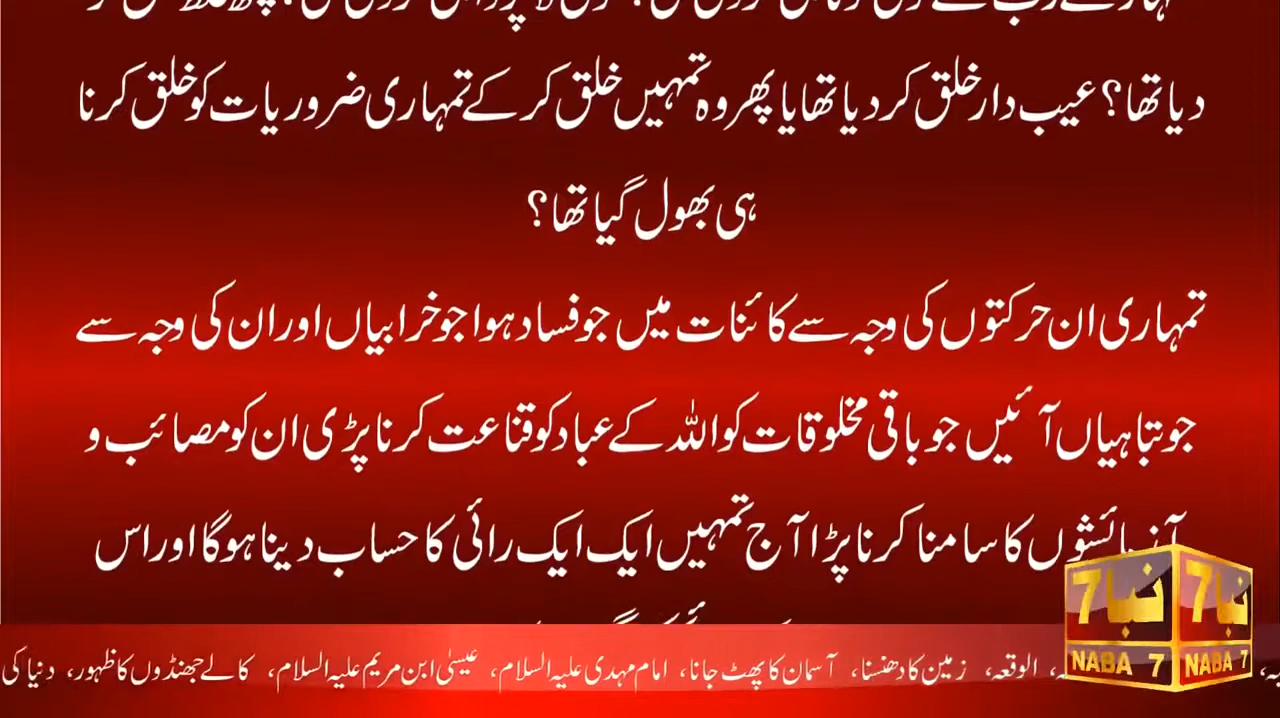 دیا تھا؟ عیب دار خلق کر دیا تھا یا پھر وہ تمہیں خلق کر کے تمہاری ضروریات کو خلق کرنا
ہی بھول گیا تھا؟
تمہاری ان حرکتوں کی وجہ سے کائنات میں جو فساد ہوا جو خرابیاں اور ان کی وجہ سے
جو تباہیاں آئیں جو باقی مخلوقات کو اللہ کے عباد کو قناعت کرنا پڑی ان کو مصائب و
آزمائشوں کا سامنا کرنا پڑا آج تمہیں ایک ایک رائی کا حساب دینا ہوگا اور اس
الوقعہ، زمین کا دھنسنا، آسمان کا پھٹ جانا، امام مہدی علیہ السلام، عیسیٰ ابن مریم علیہ السلام، کالے جھنڈوں کا ظہور، دنیا کی
نبا 7
NABA 7
نبا 7
NABA 7